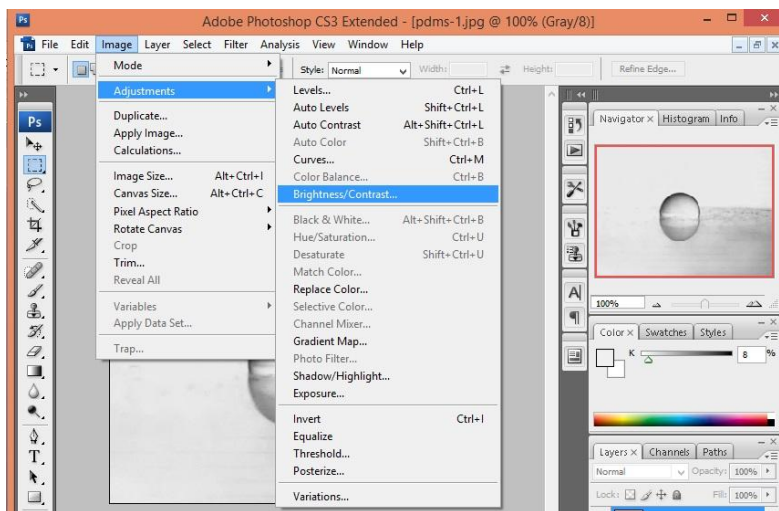 Ps Adobe Photoshop CS3 Extended - [pdms-1.jpg @ 100% (Gray/8)]
Ps File Edit Image Layer Select Filter Analysis View Window Help
Style: Normal Width: Height: Refine Edge...
Mode
Adjustments
Duplicate...
Apply Image...
Calculations...
Image Size... Alt+Ctrl+I
Canvas Size... Alt+Ctrl+C
Pixel Aspect Ratio
Rotate Canvas
Crop
Trim...
Reveal All
Variables
Apply Data Set...
Trap...
Levels... Ctrl+L
Auto Levels Shift+Ctrl+L
Auto Contrast Alt+Shift+Ctrl+L
Auto Color Shift+Ctrl+B
Curves... Ctrl+M
Color Balance... Ctrl+B
Brightness/Contrast...
Black & White... Alt+Shift+Ctrl+B
Hue/Saturation... Ctrl+U
Desaturate Shift+Ctrl+U
Match Color...
Replace Color...
Selective Color...
Channel Mixer...
Gradient Map...
Photo Filter...
Shadow/Highlight...
Exposure...
Invert Ctrl+I
Equalize
Threshold...
Posterize...
Variations...
Ps
T
A
Navigator x Histogram Info
100%
Color x Swatches Styles
K 8 %
Layers x Channels Paths
Normal Opacity: 100%
Lock: Fill: 100%